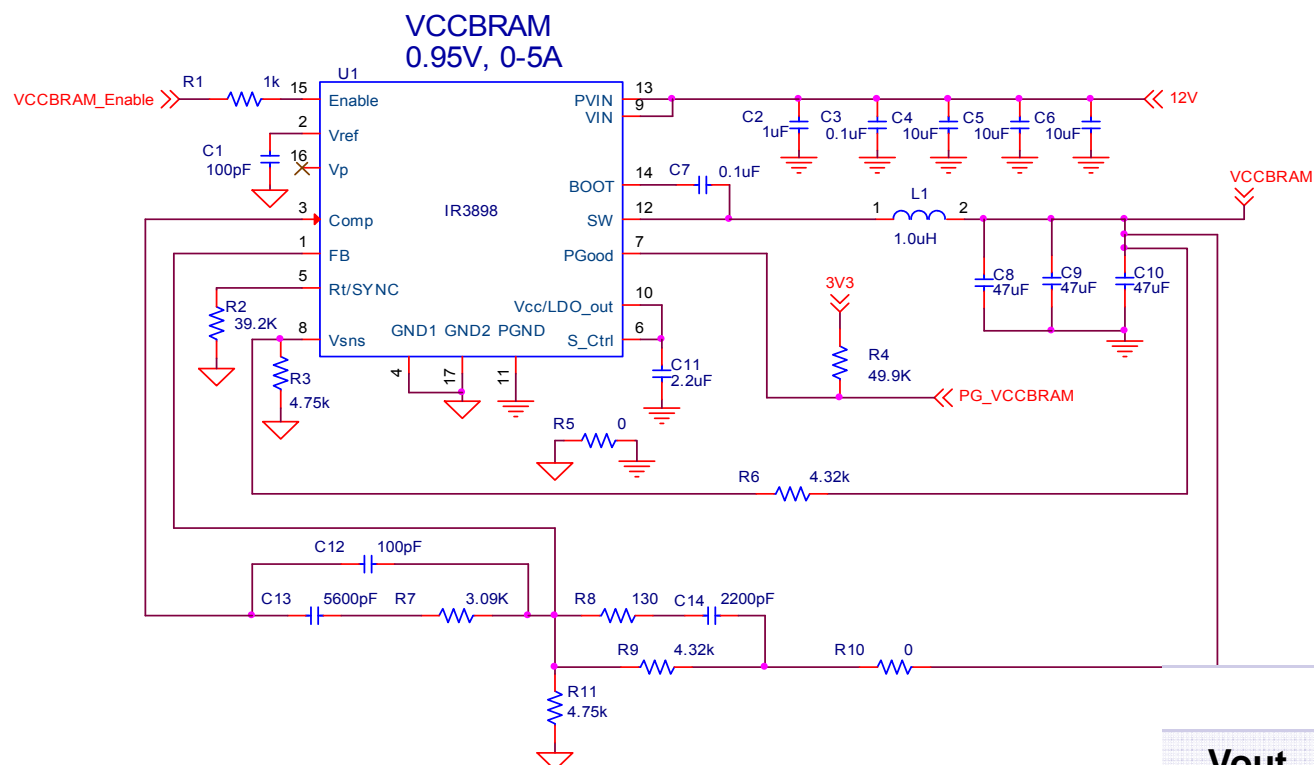 VCCBRAM
0.95V, 0-5A
U1
R1 1k
VCCBRAM_Enable
15 Enable
PVIN 13
VIN 9
12V
2 Vref
C1
100pF
16 Vp
C2
1uF
C3
0.1uF
C4
10uF
C5
10uF
C6
10uF
BOOT 14
C7 0.1uF
VCCBRAM
3 Comp
IR3898
SW 12
1 L1 2
1.0uH
1 FB
PGood 7
5 Rt/SYNC
R2
39.2K
Vcc/LDO_out 10
3V3
C8
47uF
C9
47uF
C10
47uF
8 Vsns
GND1 GND2 PGND
S_Ctrl 6
4 17 11
R3
4.75k
C11
2.2uF
R4
49.9K
PG_VCCBRAM
R5 0
R6 4.32k
C12 100pF
C13 5600pF R7 3.09K R8 130 C14 2200pF
R9 4.32k R10 0
R11
4.75k
Vout